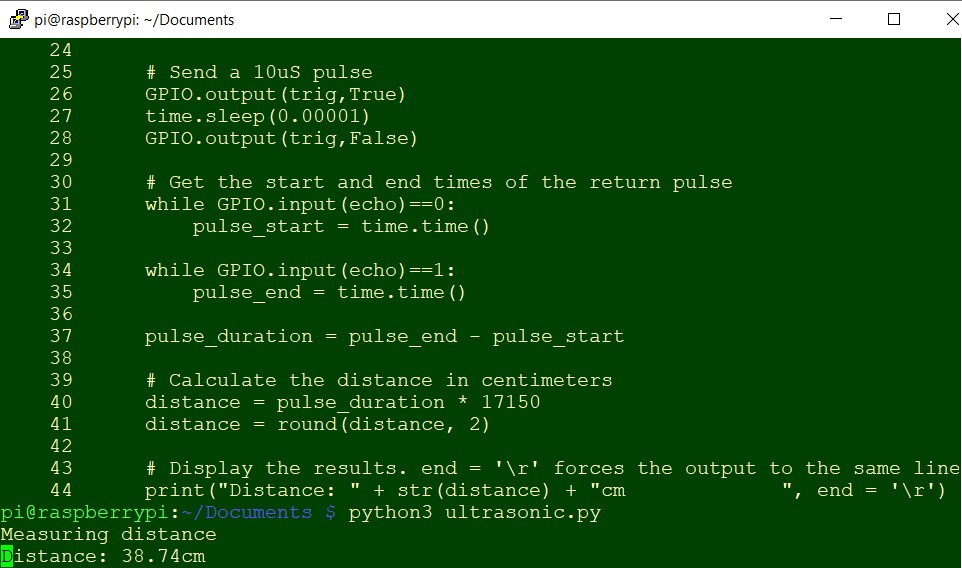 pi@raspberrypi: ~/Documents
24
25      # Send a 10uS pulse
26      GPIO.output(trig,True)
27      time.sleep(0.00001)
28      GPIO.output(trig,False)
29
30      # Get the start and end times of the return pulse
31      while GPIO.input(echo)==0:
32          pulse_start = time.time()
33
34      while GPIO.input(echo)==1:
35          pulse_end = time.time()
36
37      pulse_duration = pulse_end - pulse_start
38
39      # Calculate the distance in centimeters
40      distance = pulse_duration * 17150
41      distance = round(distance, 2)
42
43      # Display the results. end = '\r' forces the output to the same line
44      print("Distance: " + str(distance) + "cm             ", end = '\r')
pi@raspberrypi:~/Documents $ python3 ultrasonic.py
Measuring distance
Distance: 38.74cm